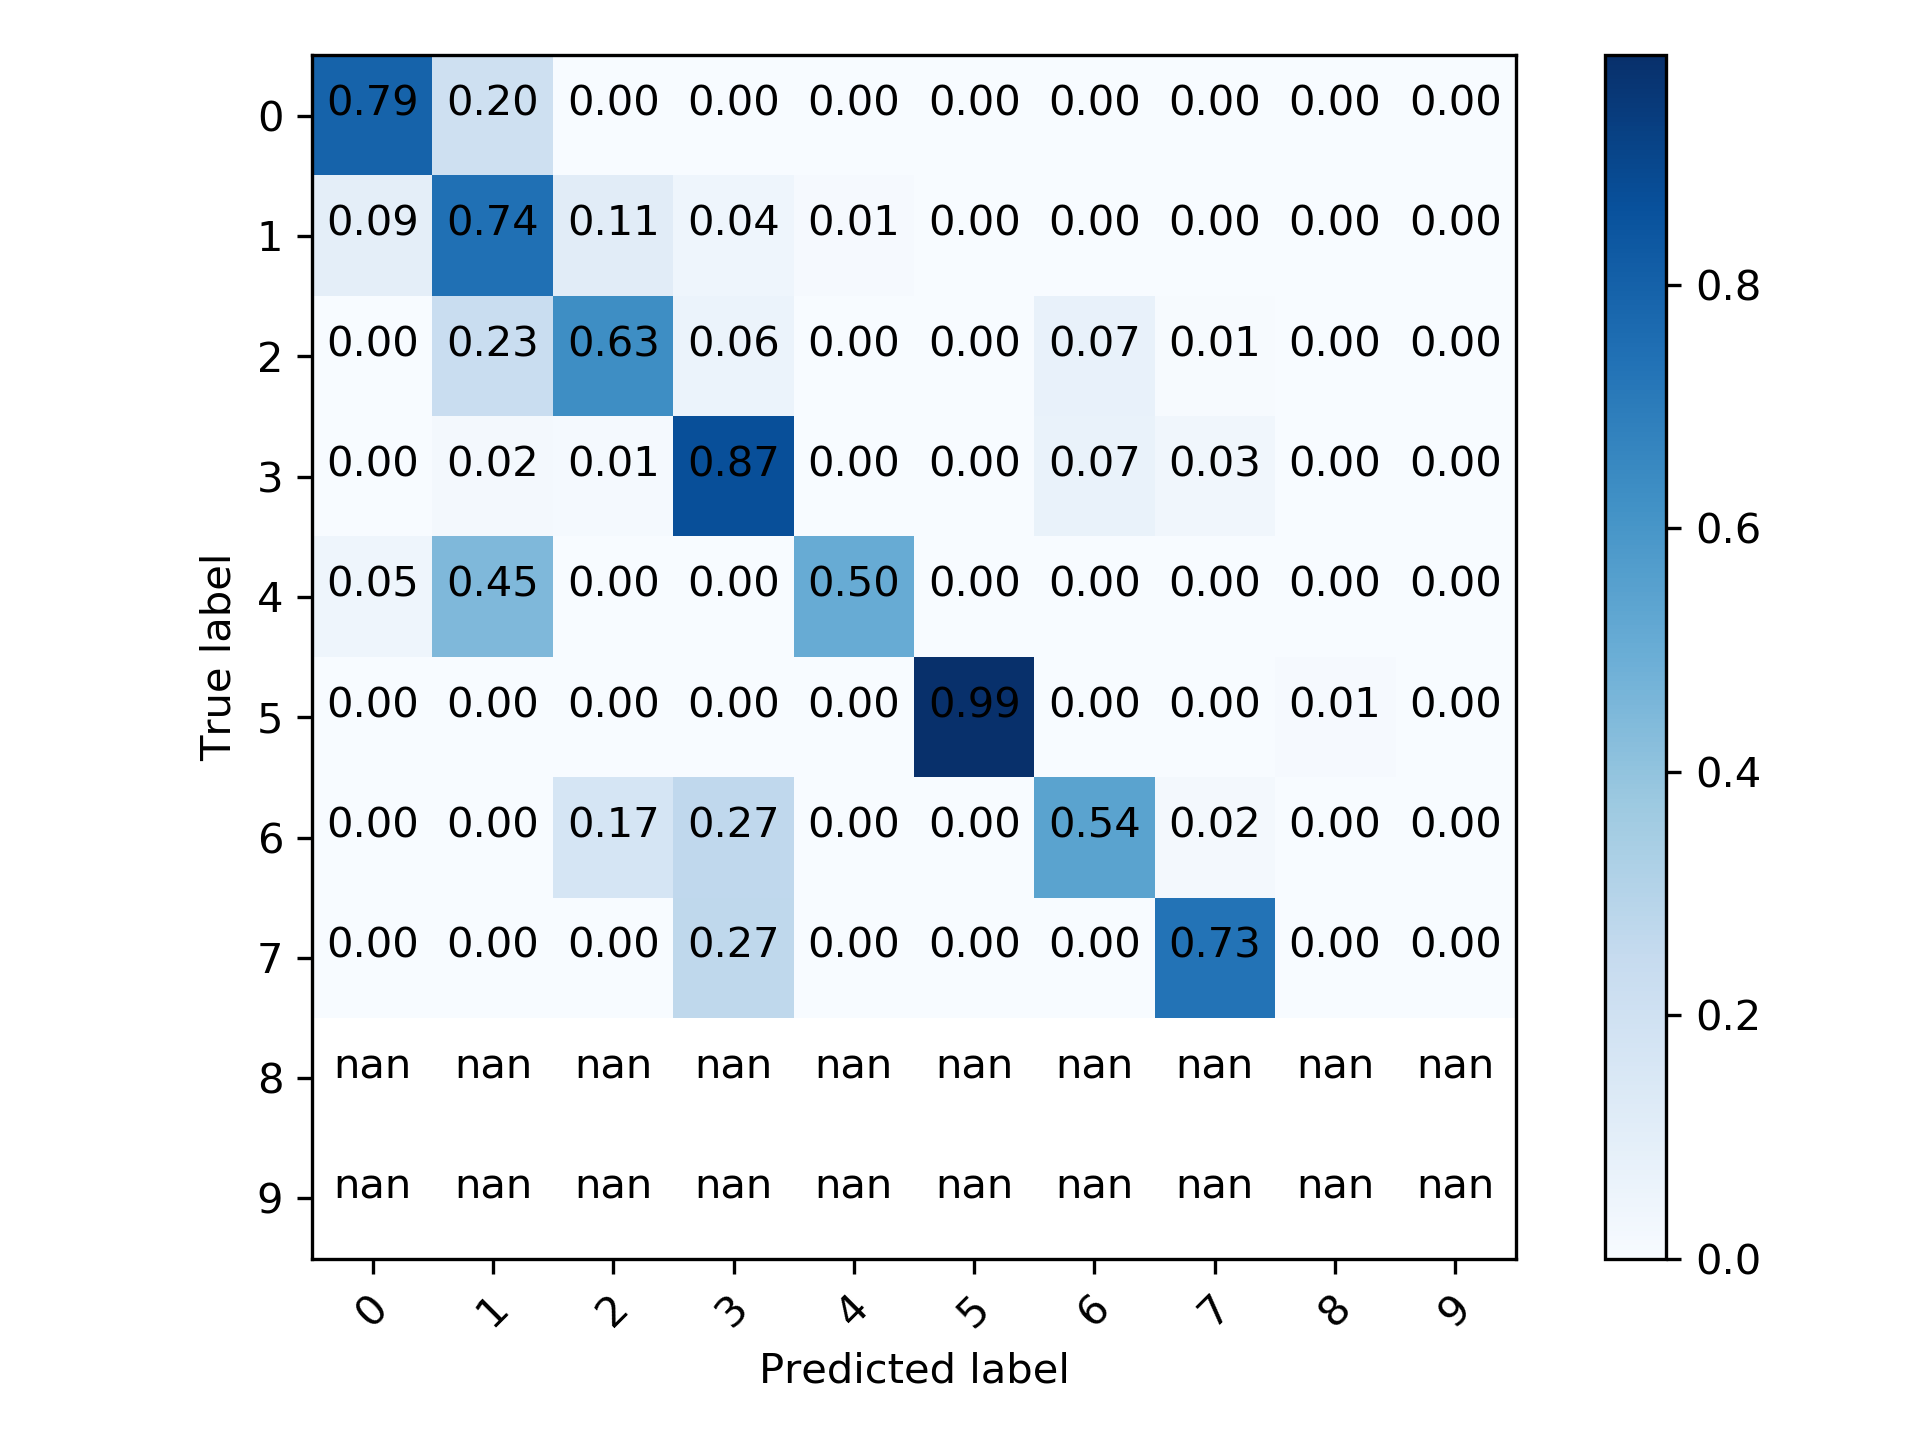 0 0.79 0.20 0.00 0.00 0.00 0.00 0.00 0.00 0.00 0.00
1 0.09 0.74 0.11 0.04 0.01 0.00 0.00 0.00 0.00 0.00
2 0.00 0.23 0.63 0.06 0.00 0.00 0.07 0.01 0.00 0.00
3 0.00 0.02 0.01 0.87 0.00 0.00 0.07 0.03 0.00 0.00
4 0.05 0.45 0.00 0.00 0.50 0.00 0.00 0.00 0.00 0.00
5 0.00 0.00 0.00 0.00 0.00 0.99 0.00 0.00 0.01 0.00
6 0.00 0.00 0.17 0.27 0.00 0.00 0.54 0.02 0.00 0.00
7 0.00 0.00 0.00 0.27 0.00 0.00 0.00 0.73 0.00 0.00
8 nan nan nan nan nan nan nan nan nan nan
9 nan nan nan nan nan nan nan nan nan nan
0 1 2 3 4 5 6 7 8 9
Predicted label
True label
0.8
0.6
0.4
0.2
0.0